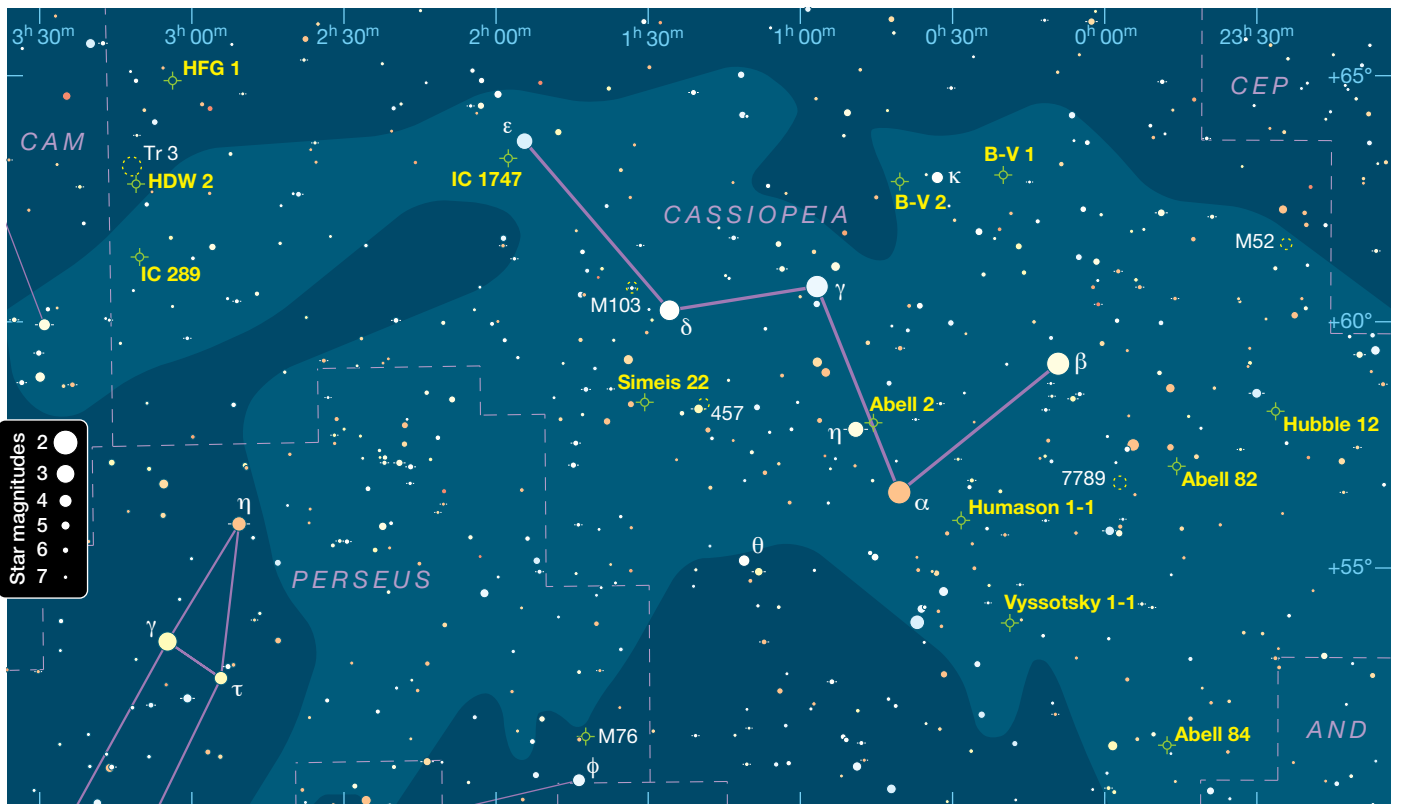 3ʰ 30ᵐ 3ʰ 00ᵐ 2ʰ 30ᵐ 2ʰ 00ᵐ 1ʰ 30ᵐ 1ʰ 00ᵐ 0ʰ 30ᵐ 0ʰ 00ᵐ 23ʰ 30ᵐ
HFG 1
+65°
CEP
CAM
ε
Tr 3
HDW 2
IC 1747
B-V 1
κ
B-V 2
CASSIOPEIA
M52
IC 289
M103
γ
δ
+60°
β
Simeis 22
457
Abell 2
η
Hubble 12
Star magnitudes
2
3
4
5
6
7
7789
Abell 82
α
Humason 1-1
η
θ
+55°
PERSEUS
Vyssotsky 1-1
γ
τ
M76
Abell 84
AND
φ